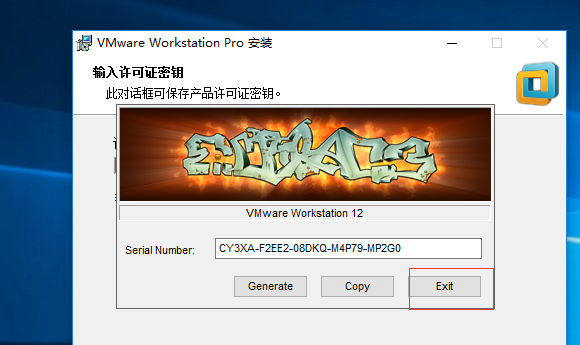 VMware Workstation Pro 安装
输入许可证密钥
此对话框可保存产品许可证密钥。
VMware Workstation 12
Serial Number:
CY3XA-F2EE2-08DKQ-M4P79-MP2G0
Generate
Copy
Exit